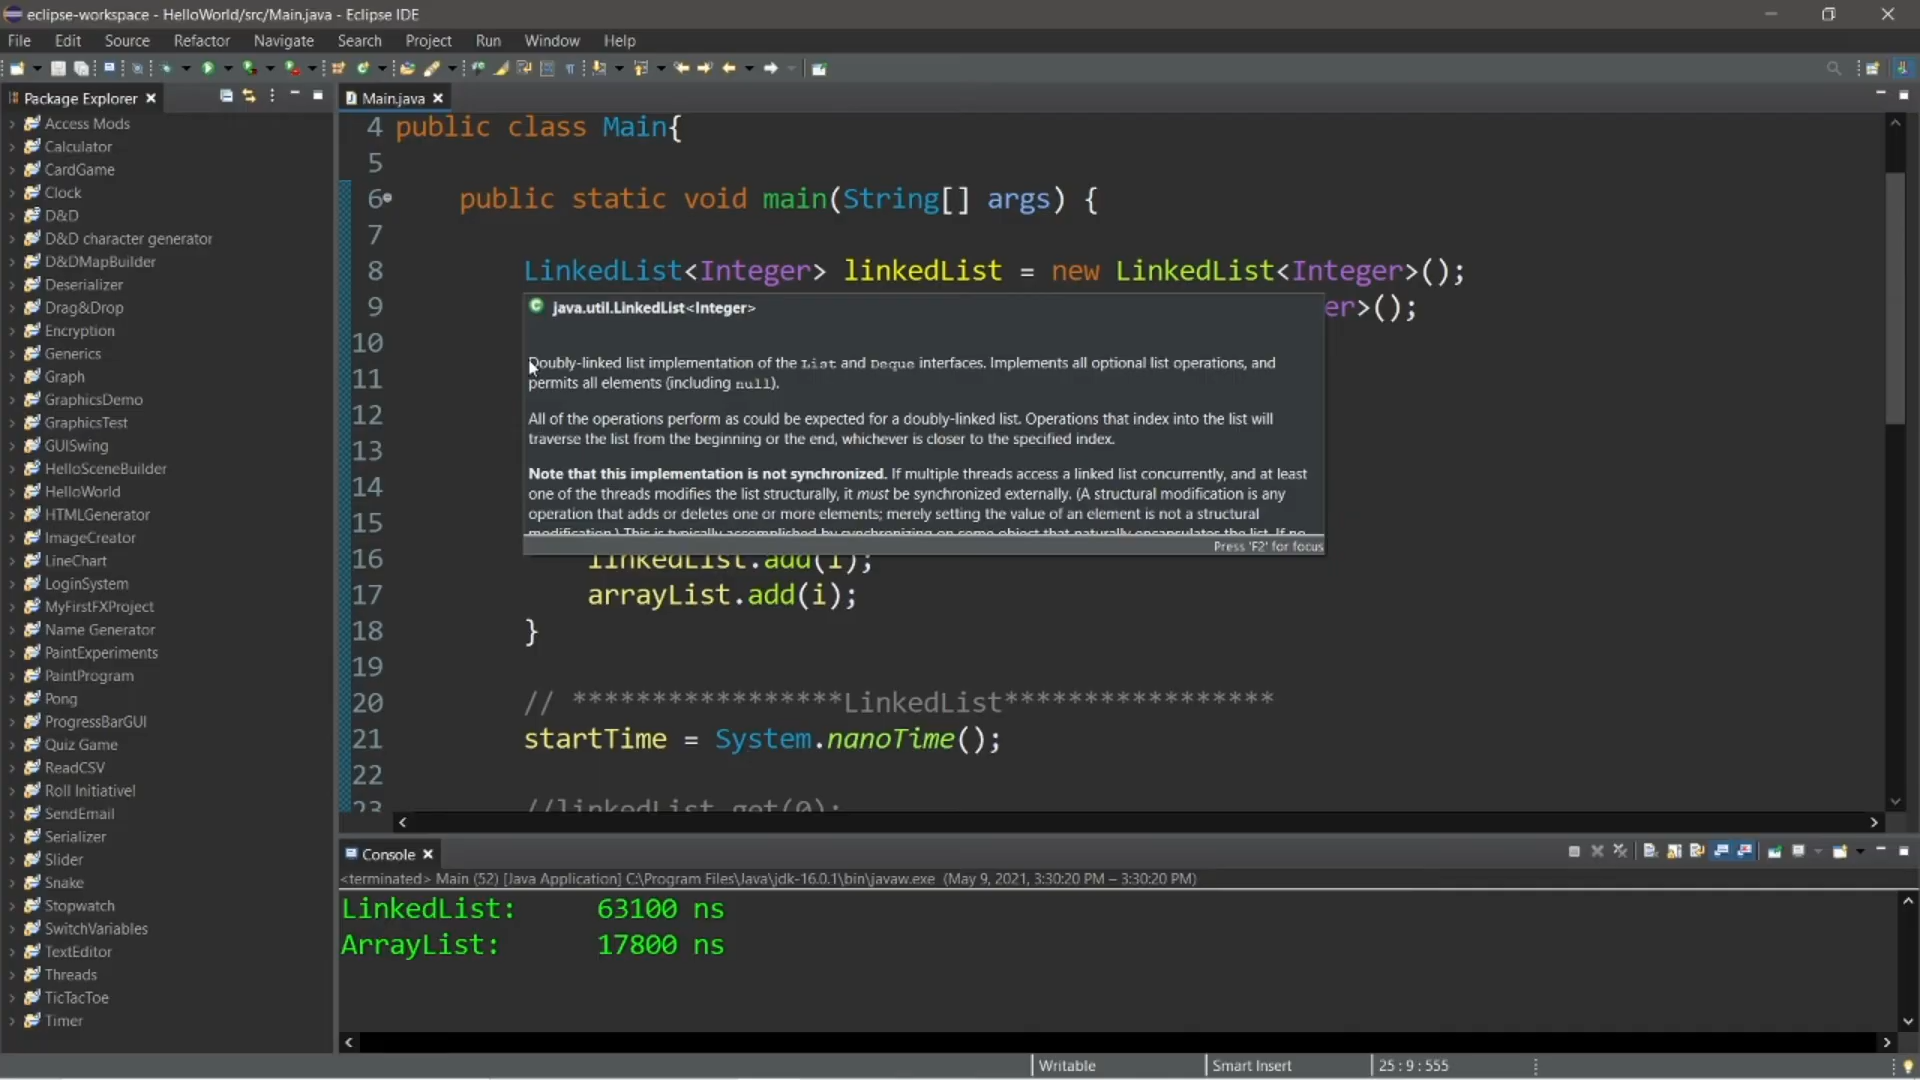 eclipse-workspace - HelloWorld/src/Main.java - Eclipse IDE
File Edit Source Refactor Navigate Search Project Run Window Help
Package Explorer
Access Mods
Calculator
CardGame
Clock
D&D
D&D character generator
D&DMapBuilder
Deserializer
Drag&Drop
Encryption
Generics
Graph
GraphicsDemo
GraphicsTest
GUISwing
HelloSceneBuilder
HelloWorld
HTMLGenerator
ImageCreator
LineChart
LoginSystem
MyFirstFXProject
Name Generator
PaintExperiments
PaintProgram
Pong
ProgressBarGUI
Quiz Game
ReadCSV
Roll Initiative!
SendEmail
Serializer
Slider
Snake
Stopwatch
SwitchVariables
TextEditor
Threads
TicTacToe
Timer
Main.java
4 public class Main{
5
6 public static void main(String[] args) {
7
8 LinkedList<Integer> linkedList = new LinkedList<Integer>();
9 er>();
java.util.LinkedList<Integer>
Doubly-linked list implementation of the List and Deque interfaces. Implements all optional list operations, and
permits all elements (including null).
All of the operations perform as could be expected for a doubly-linked list. Operations that index into the list will
traverse the list from the beginning or the end, whichever is closer to the specified index.
Note that this implementation is not synchronized. If multiple threads access a linked list concurrently, and at least
one of the threads modifies the list structurally, it must be synchronized externally. (A structural modification is any
operation that adds or deletes one or more elements; merely setting the value of an element is not a structural
modification.) This is typically accomplished by synchronizing on some object that naturally encapsulates the list. If no
Press 'F2' for focus
10
11
12
13
14
15
16 linkedList.add(i);
17 arrayList.add(i);
18 }
19
20 // *****************LinkedList*****************
21 startTime = System.nanoTime();
22
23 //linkedList.get(0);
Console
<terminated> Main (52) [Java Application] C:\Program Files\Java\jdk-16.0.1\bin\javaw.exe (May 9, 2021, 3:30:20 PM – 3:30:20 PM)
LinkedList: 63100 ns
ArrayList: 17800 ns
Writable Smart Insert 25 : 9 : 555